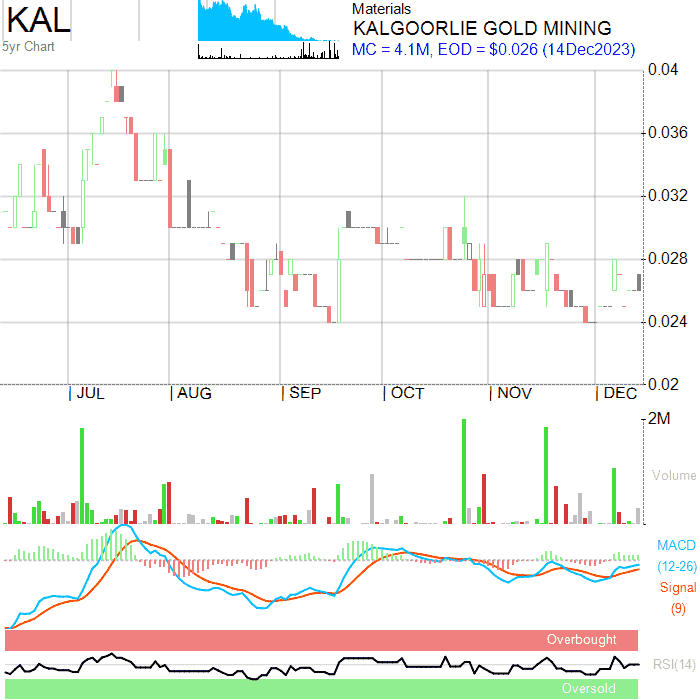 KAL
5yr Chart
Materials
KALGOORLIE GOLD MINING
MC = 4.1M, EOD = $0.026 (14Dec2023)
0.04
0.036
0.032
0.028
0.024
0.02
JUL AUG SEP OCT NOV DEC
2M
Volume
MACD
(12-26)
Signal
(9)
Overbought
RSI(14)
Oversold